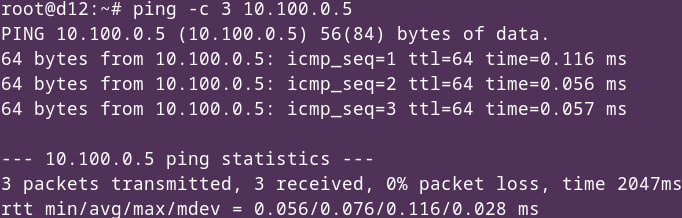 root@d12:~# ping -c 3 10.100.0.5
PING 10.100.0.5 (10.100.0.5) 56(84) bytes of data.
64 bytes from 10.100.0.5: icmp_seq=1 ttl=64 time=0.116 ms
64 bytes from 10.100.0.5: icmp_seq=2 ttl=64 time=0.056 ms
64 bytes from 10.100.0.5: icmp_seq=3 ttl=64 time=0.057 ms

--- 10.100.0.5 ping statistics ---
3 packets transmitted, 3 received, 0% packet loss, time 2047ms
rtt min/avg/max/mdev = 0.056/0.076/0.116/0.028 ms